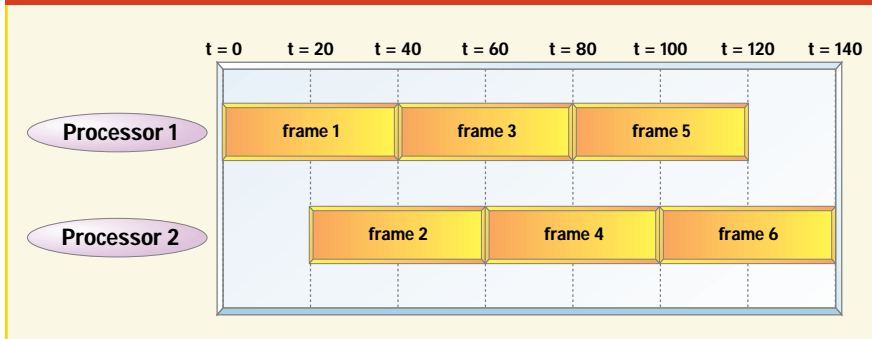 t = 0 t = 20 t = 40 t = 60 t = 80 t = 100 t = 120 t = 140
Processor 1 frame 1 frame 3 frame 5
Processor 2 frame 2 frame 4 frame 6